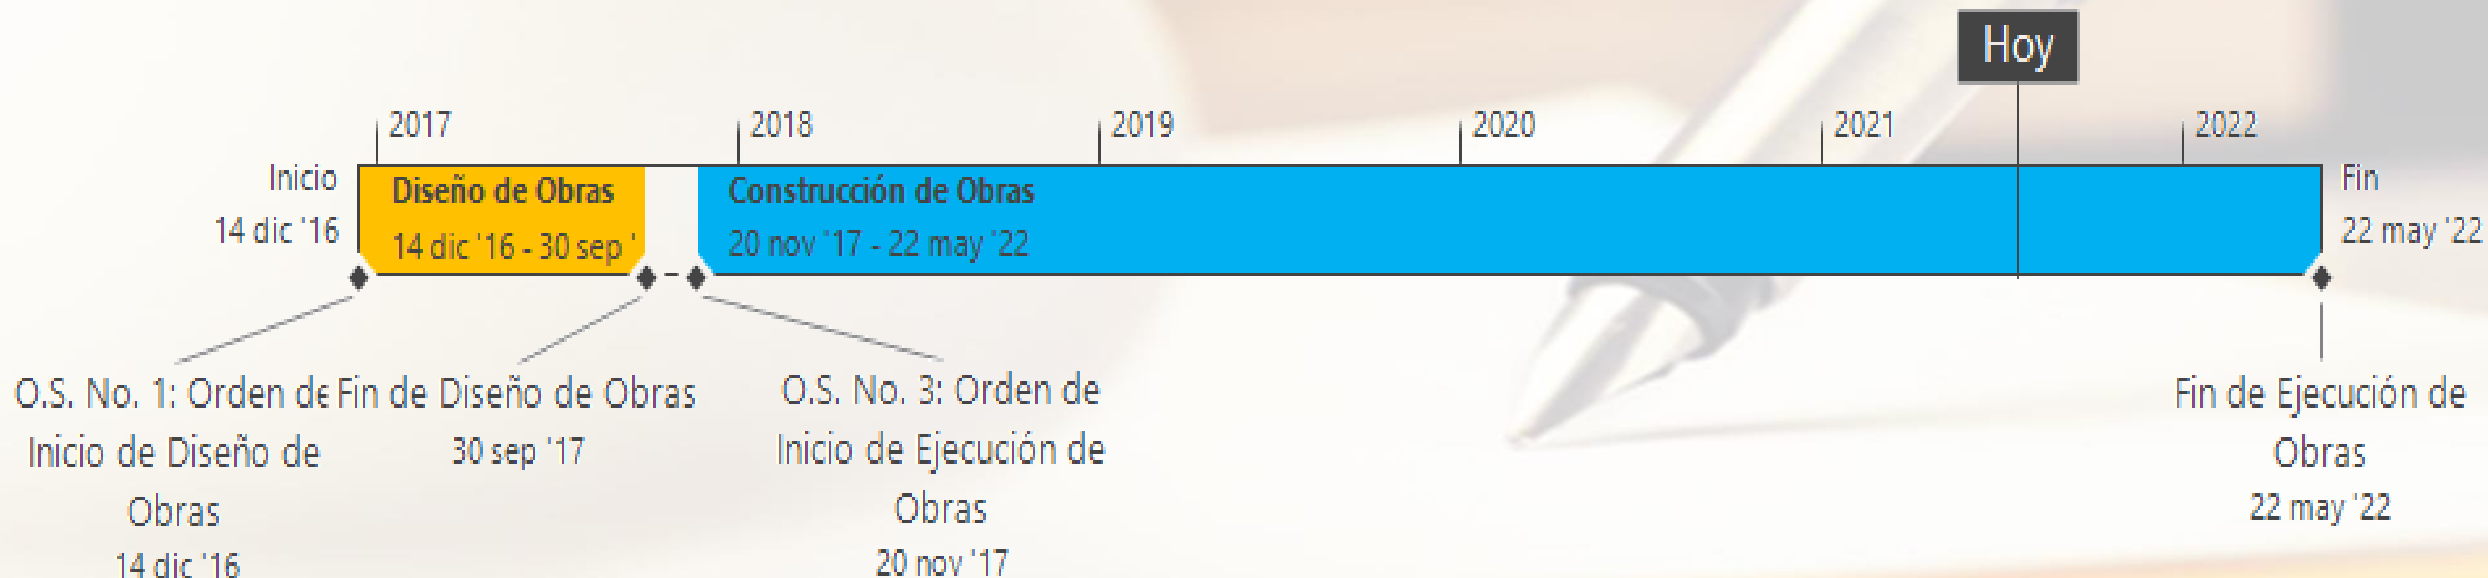 Hoy
2017
2018
2019
2020
2021
2022
Inicio
14 dic '16
Diseño de Obras
14 dic '16 - 30 sep '
Construcción de Obras
20 nov '17 - 22 may '22
Fin
22 may '22
O.S. No. 1: Orden de
Inicio de Diseño de
Obras
14 dic '16
Fin de Diseño de Obras
30 sep '17
O.S. No. 3: Orden de
Inicio de Ejecución de
Obras
20 nov '17
Fin de Ejecución de
Obras
22 may '22